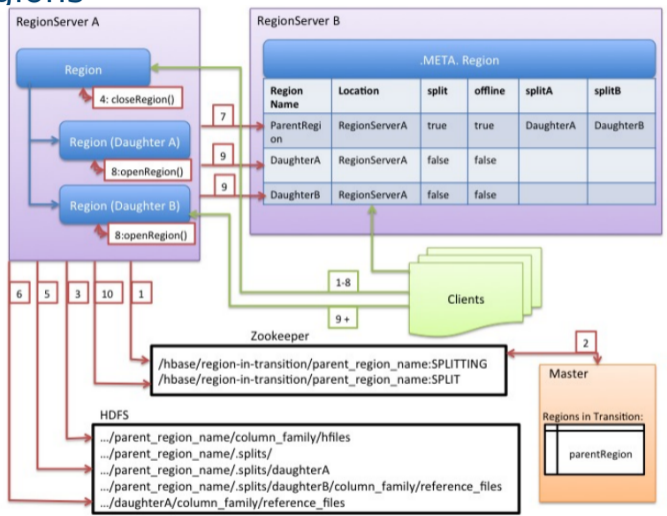 RegionServer A
RegionServer B
Region
4: closeRegion()
Region (Daughter A)
8:openRegion()
Region (Daughter B)
8:openRegion()
7
9
9
.META. Region
Region Name Location split offline splitA splitB
ParentRegi
on RegionServerA true true DaughterA DaughterB
DaughterA RegionServerA false false
DaughterB RegionServerA false false
6 5 3 10 1
1-8
9 +
Clients
Zookeeper
/hbase/region-in-transition/parent_region_name:SPLITTING
/hbase/region-in-transition/parent_region_name:SPLIT
2
Master
Regions in Transition:
parentRegion
HDFS
.../parent_region_name/column_family/hfiles
.../parent_region_name/.splits/
.../parent_region_name/.splits/daughterA
.../parent_region_name/.splits/daughterB/column_family/reference_files
.../daughterA/column_family/reference_files